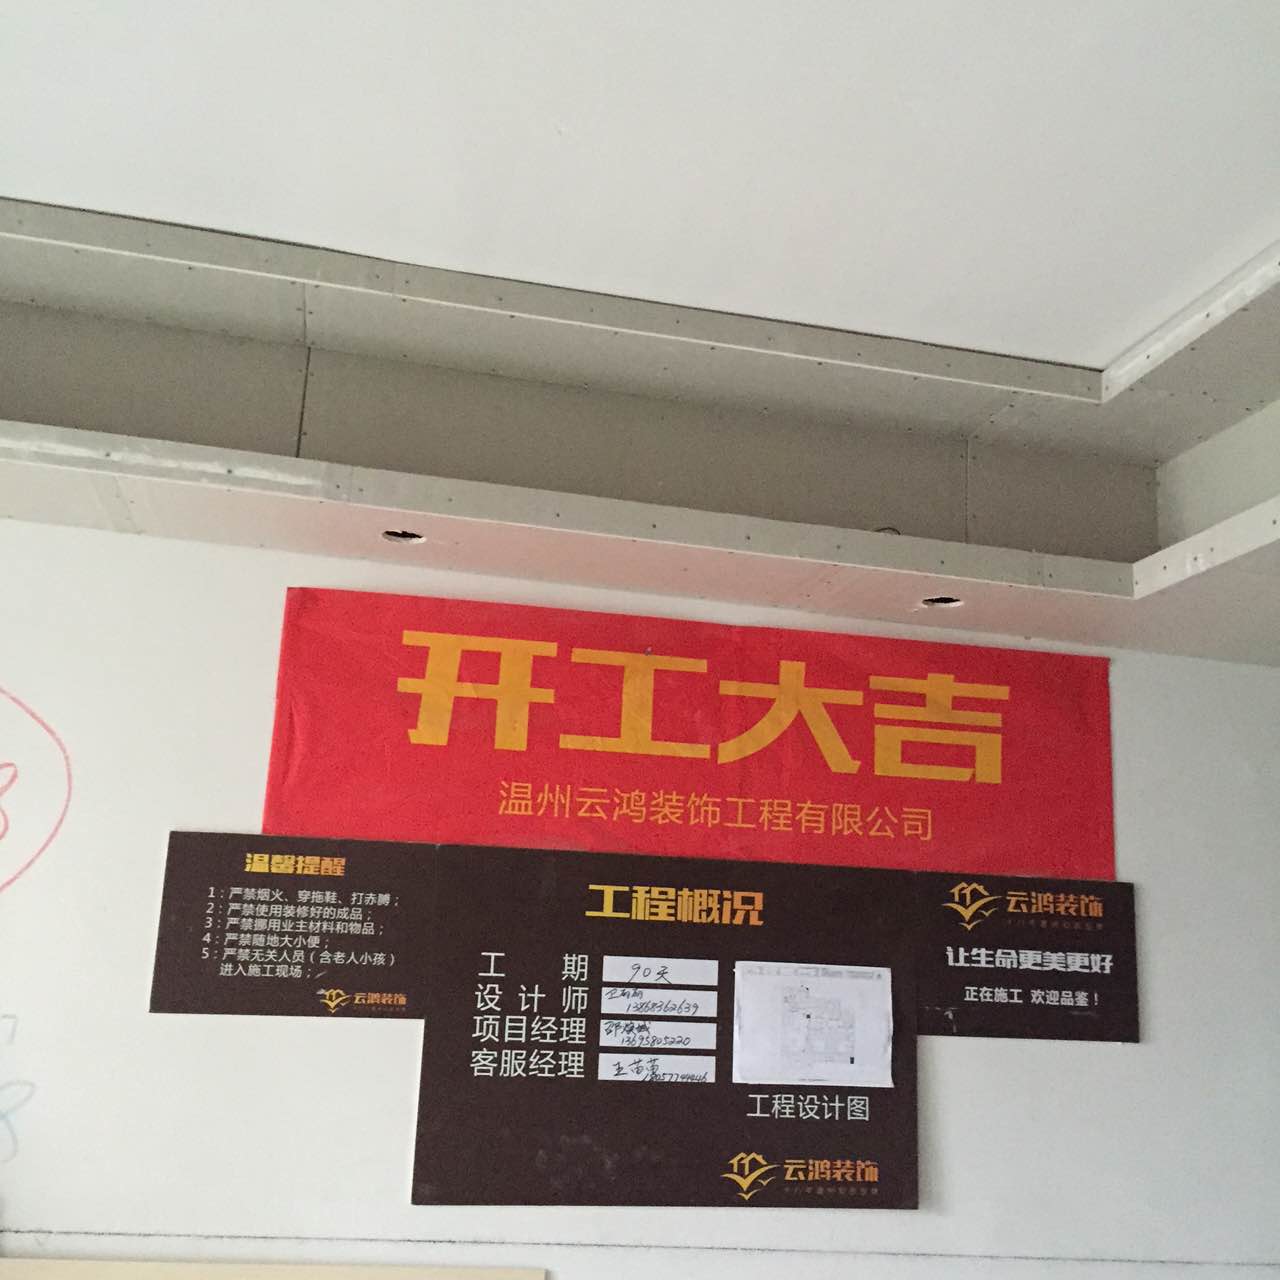 开工大吉
温州云鸿装饰工程有限公司
温馨提醒
1：严禁烟火、穿拖鞋、打赤膊；
2：严禁使用装修好的成品；
3：严禁挪用业主材料和物品；
4：严禁随地大小便；
5：严禁无关人员（含老人小孩）
进入施工现场；
云鸿装饰
工程概况
工期 90天
设计师
13868362639
项目经理
13695805220
客服经理 王苗苗
工程设计图
云鸿装饰
云鸿装饰
让生命更美更好
正在施工 欢迎品鉴！
8
7
8